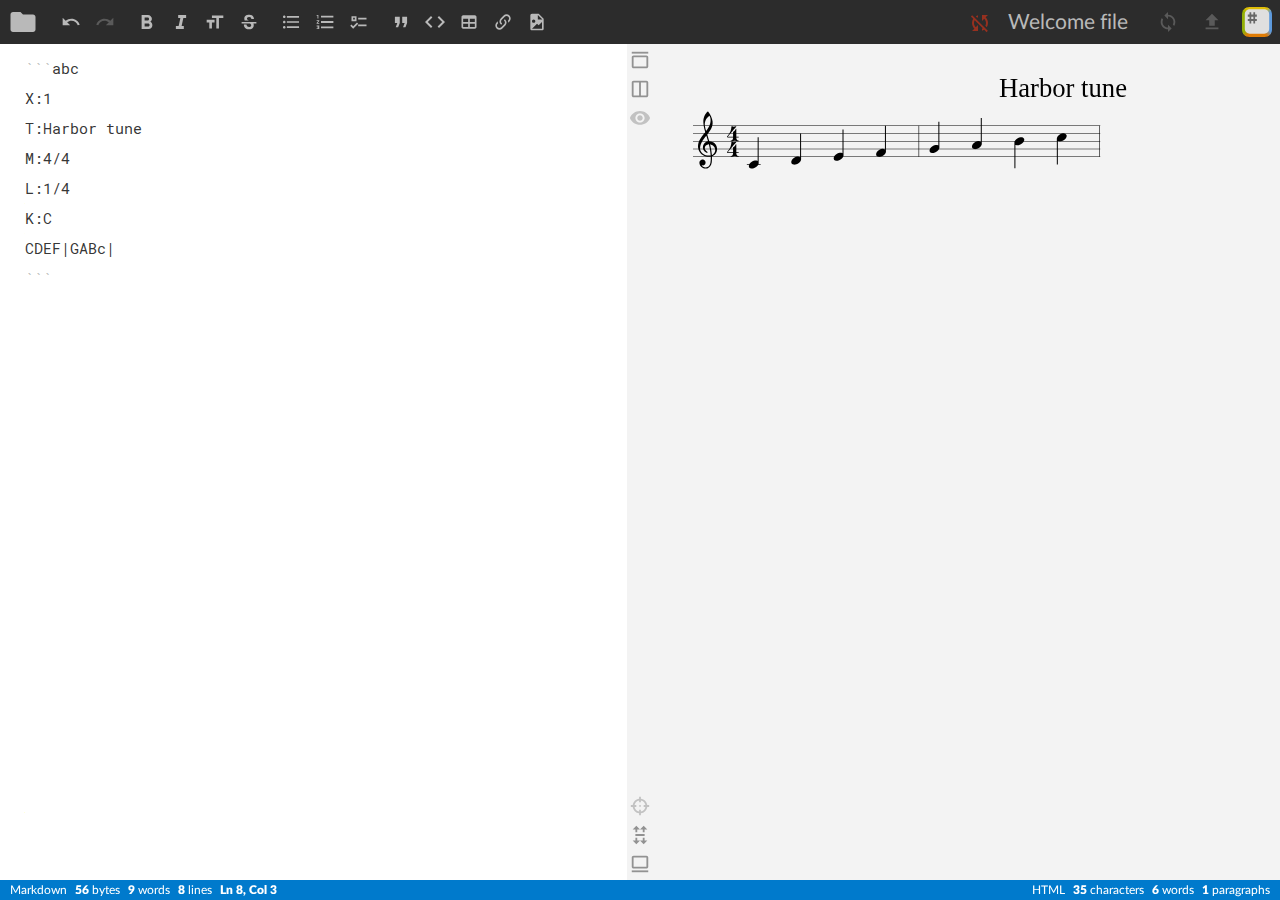 Welcome file
```abc
X:1
T:Harbor tune
M:4/4
L:1/4
K:C
CDEF|GABc|
```
Harbor tune
4
4
Markdown 56 bytes 9 words 8 lines Ln 8, Col 3
HTML 35 characters 6 words 1 paragraphs